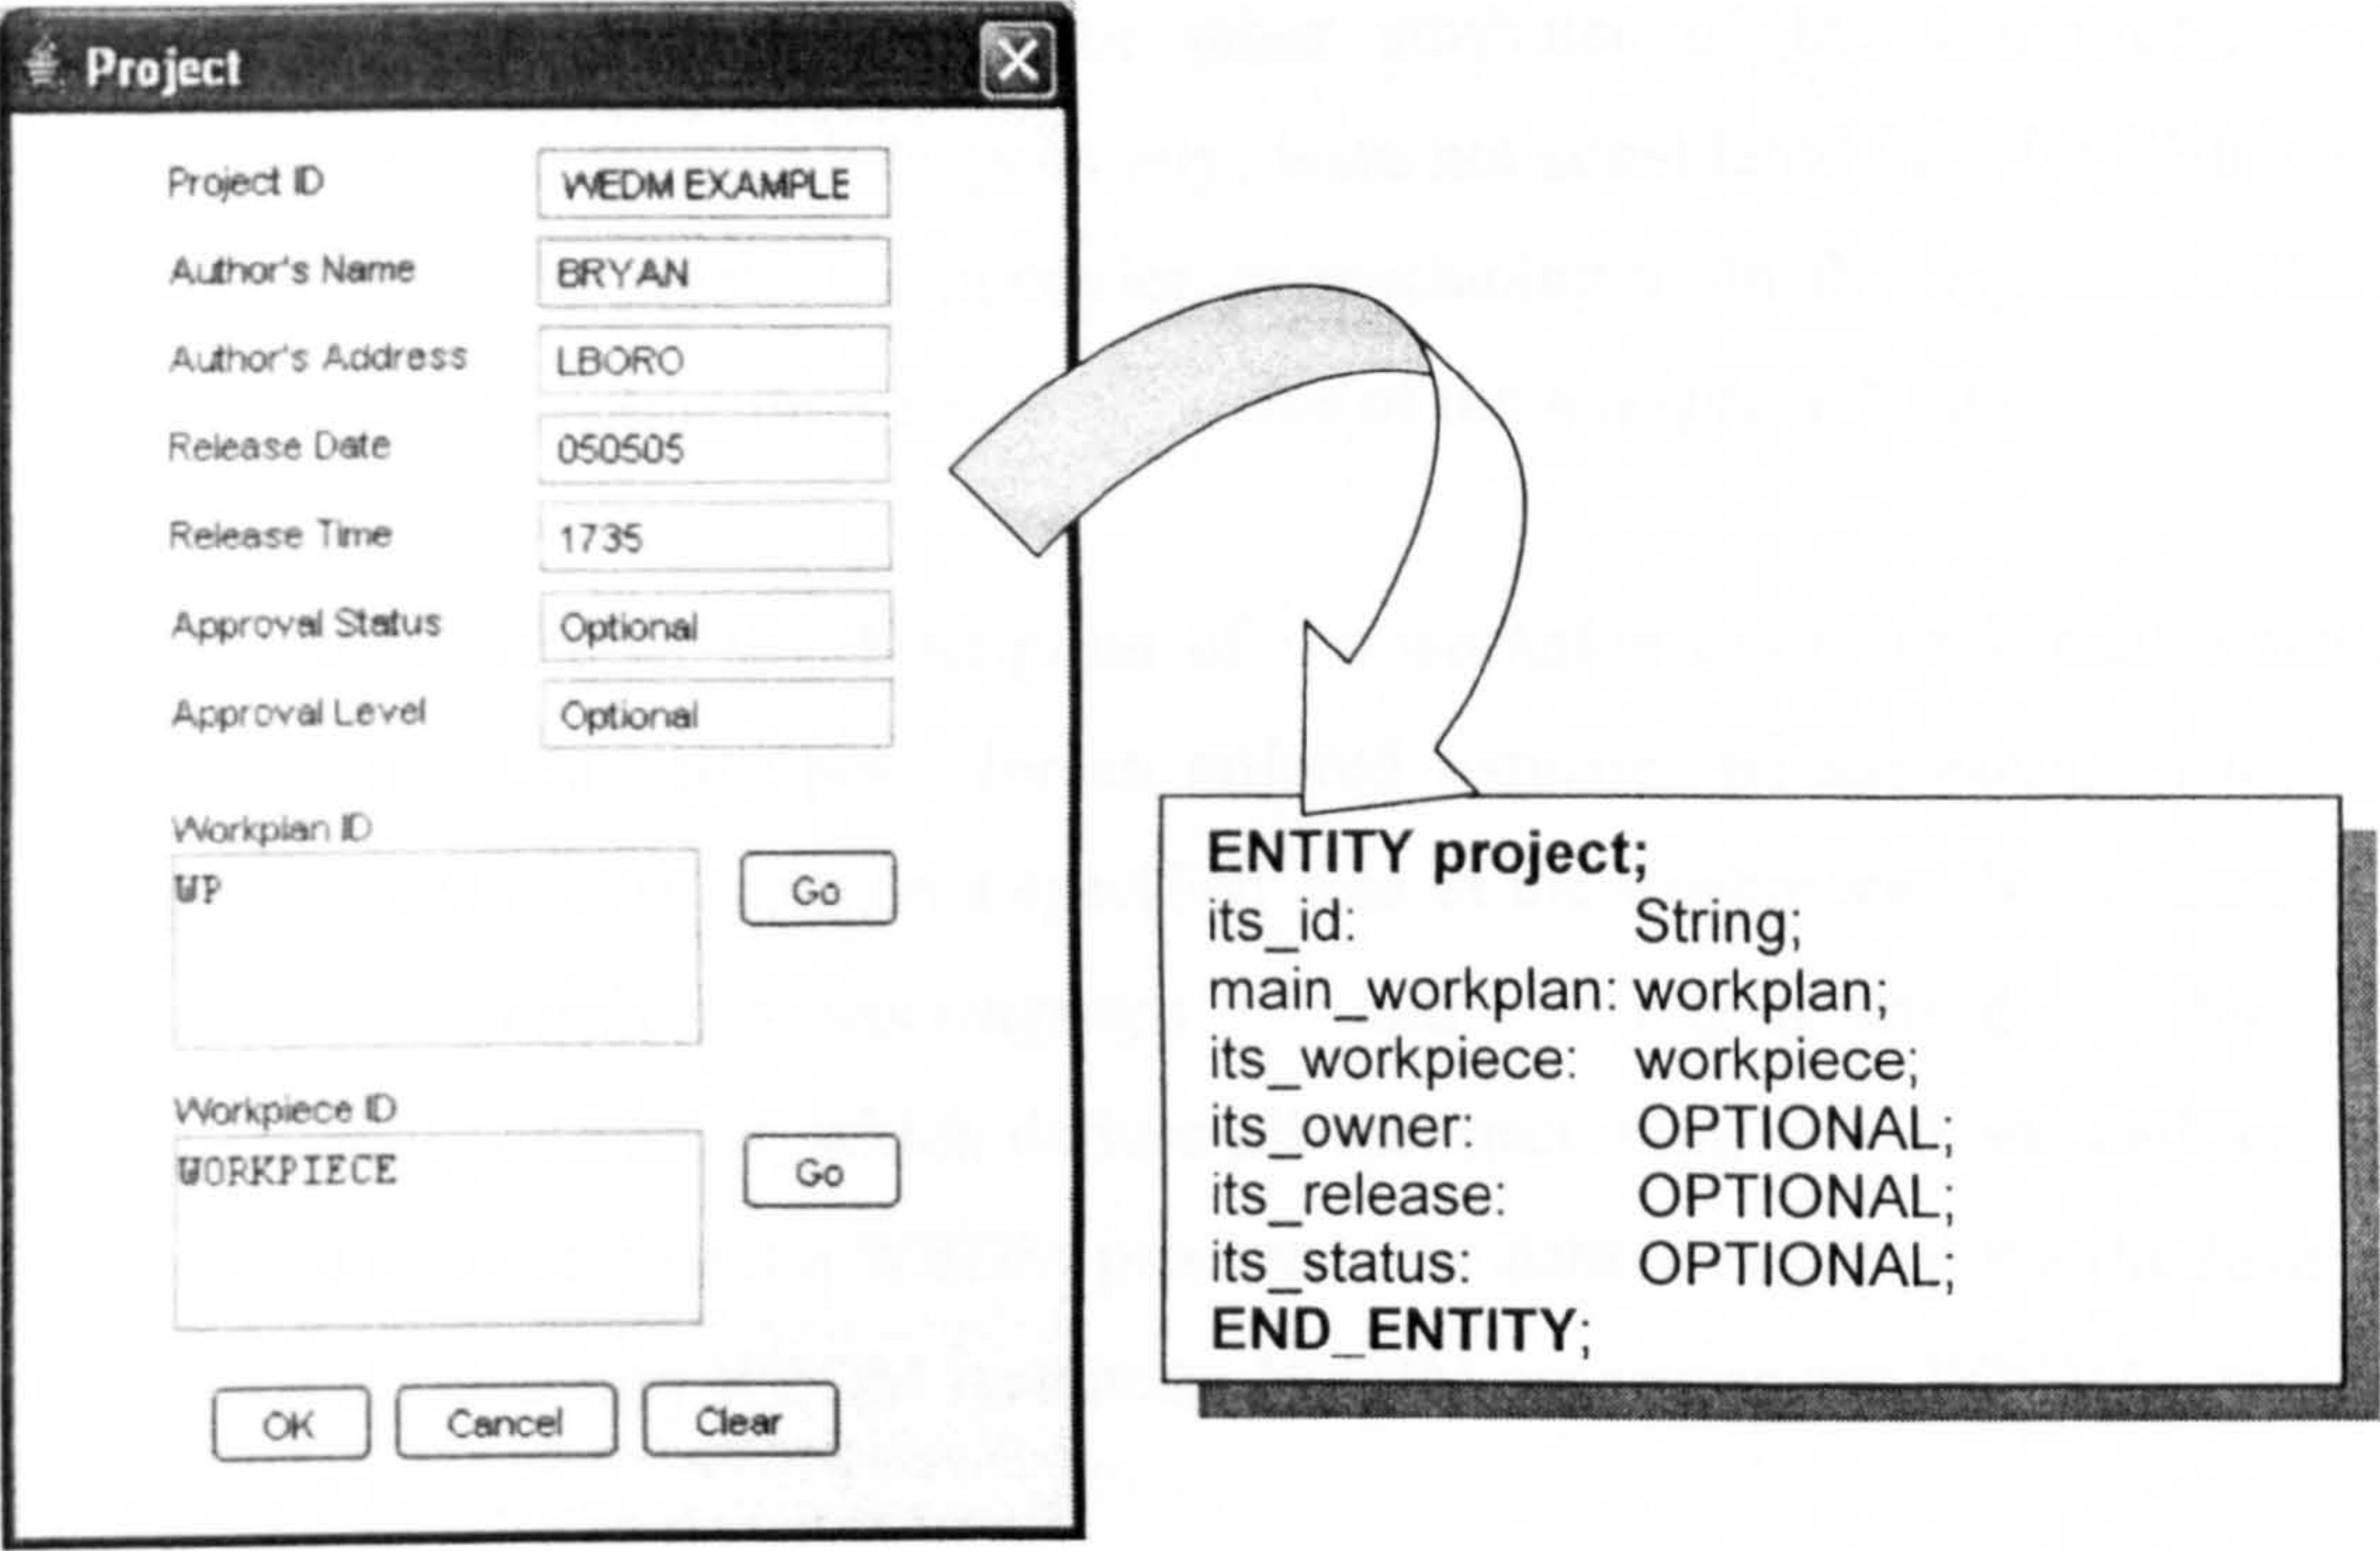 Project
Project ID WEDM EXAMPLE
Author's Name BRYAN
Author's Address LBORO
Release Date 050505
Release Time 1735
Approval Status Optional
Approval Level Optional
Workplan ID
WP Go
Workpiece ID
WORKPIECE Go
OK Cancel Clear
ENTITY project;
its_id: String;
main_workplan: workplan;
its_workpiece: workpiece;
its_owner: OPTIONAL;
its_release: OPTIONAL;
its_status: OPTIONAL;
END_ENTITY;